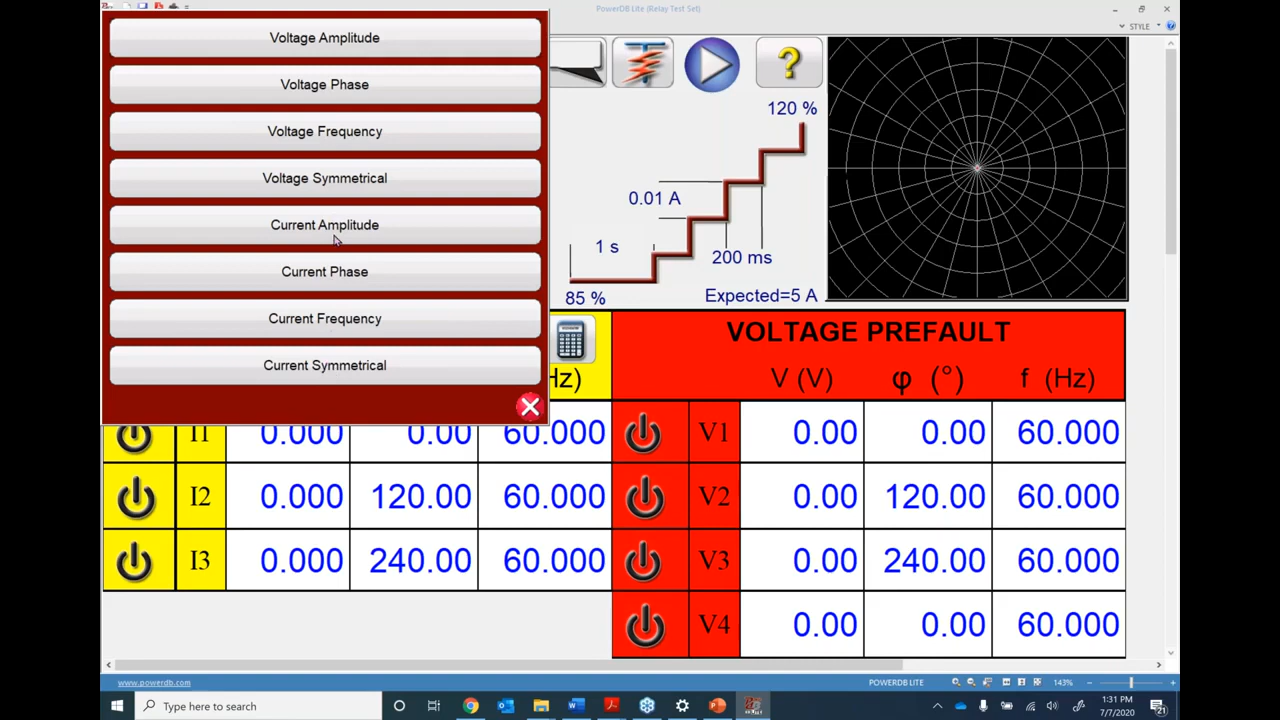 PowerDB Lite (Relay Test Set)
STYLE
Voltage Amplitude
Voltage Phase
Voltage Frequency
Voltage Symmetrical
Current Amplitude
Current Phase
Current Frequency
Current Symmetrical
120 %
0.01 A
1 s
200 ms
85 %
Expected=5 A
Hz)
VOLTAGE PREFAULT
V (V) φ (°) f (Hz)
I1 0.000 0.00 60.000 V1 0.00 0.00 60.000
I2 0.000 120.00 60.000 V2 0.00 120.00 60.000
I3 0.000 240.00 60.000 V3 0.00 240.00 60.000
V4 0.00 0.00 60.000
www.powerdb.com
POWERDB LITE
143%
Type here to search
1:31 PM
7/7/2020
21